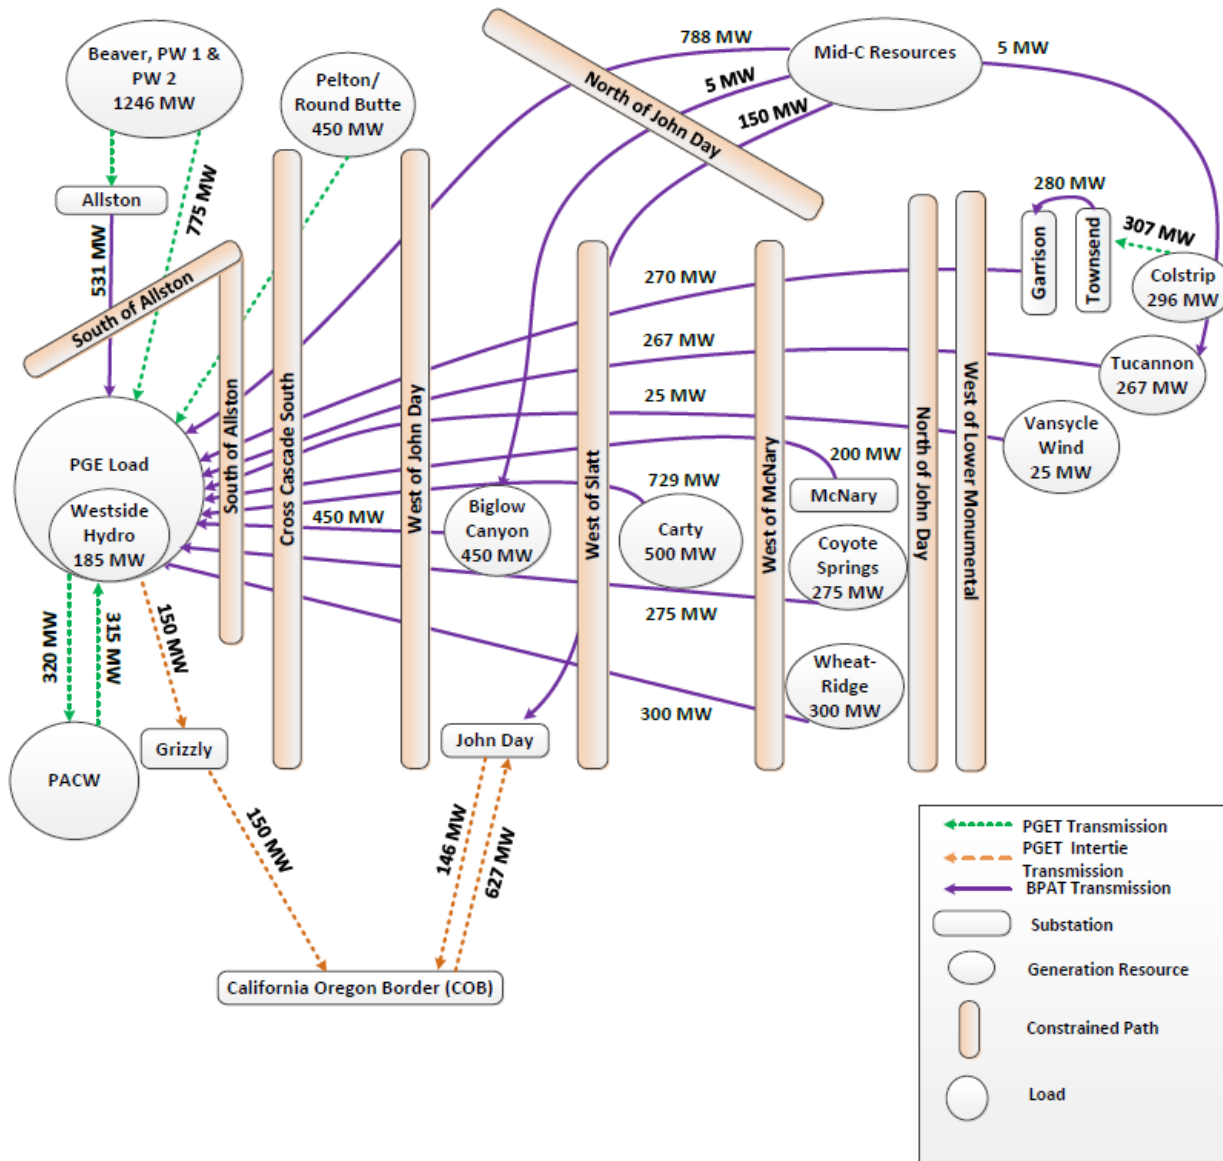 Beaver, PW 1 &
PW 2
1246 MW
Pelton/
Round Butte
450 MW
788 MW
5 MW
150 MW
Mid-C Resources
5 MW
North of John Day
Allston
531 MW
775 MW
South of Allston
South of Allston
Cross Cascade South
West of John Day
West of Slatt
West of McNary
North of John Day
West of Lower Monumental
280 MW
Garrison
Townsend
307 MW
Colstrip
296 MW
270 MW
267 MW
Tucannon
267 MW
25 MW
Vansycle
Wind
25 MW
200 MW
McNary
PGE Load
Westside
Hydro
185 MW
450 MW
Biglow
Canyon
450 MW
729 MW
Carty
500 MW
Coyote
Springs
275 MW
275 MW
Wheat-
Ridge
300 MW
300 MW
320 MW
315 MW
150 MW
PACW
Grizzly
John Day
150 MW
146 MW
627 MW
California Oregon Border (COB)
PGET Transmission
PGET Intertie
Transmission
BPAT Transmission
Substation
Generation Resource
Constrained Path
Load